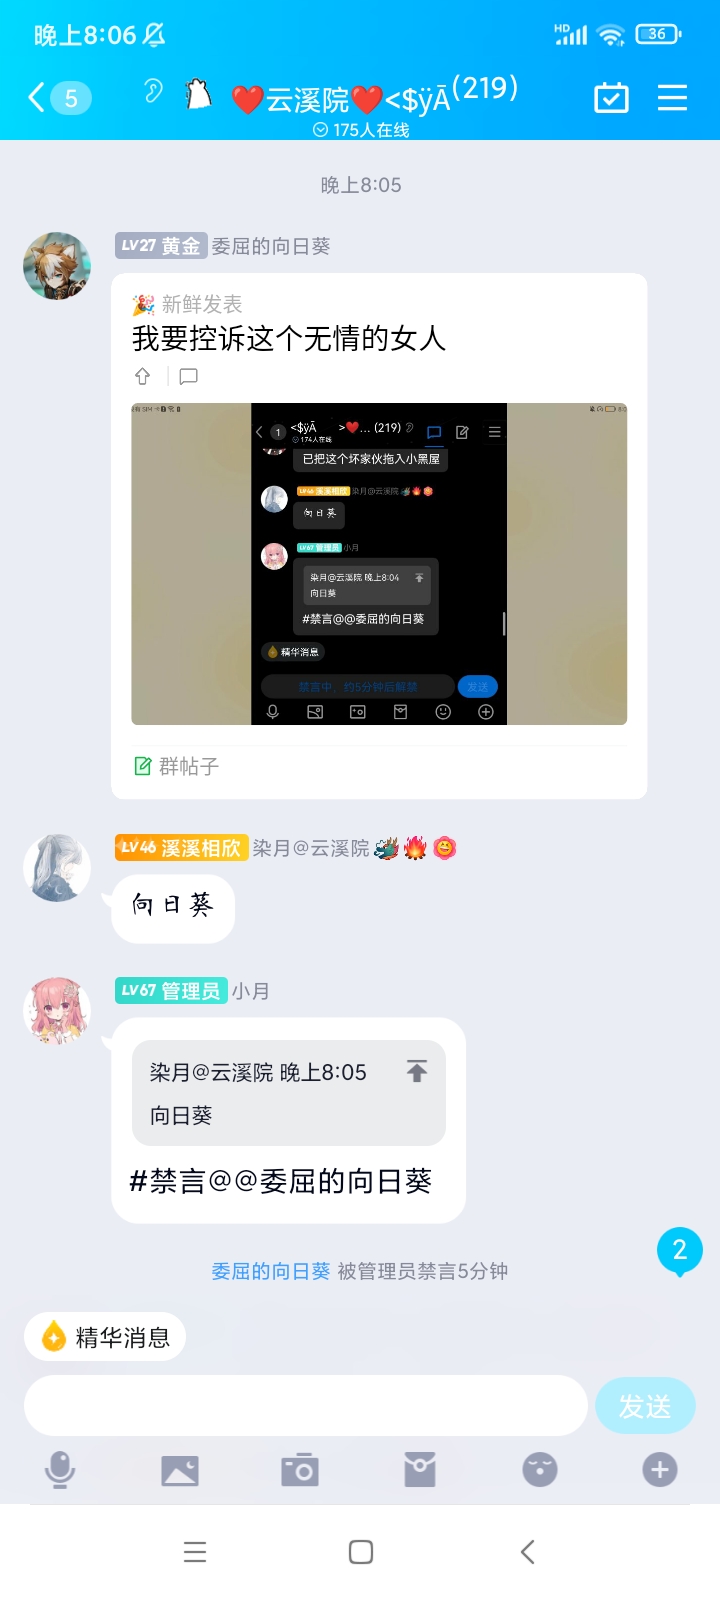 晚上8:06
HD
36
5
❤️云溪院❤️<$ÿĀ(219)
175人在线
晚上8:05
LV27 黄金 委屈的向日葵
🎉 新鲜发表
我要控诉这个无情的女人
1
<$ÿĀ >❤️... (219)
174人在线
已把这个坏家伙拖入小黑屋
LV46 溪溪相欣 染月@云溪院
向日葵
LV67 管理员 小月
染月@云溪院 晚上8:04
向日葵
#禁言@@委屈的向日葵
精华消息
禁言中，约5分钟后解禁
发送
群帖子
LV46 溪溪相欣 染月@云溪院🐲🔥
向日葵
LV67 管理员 小月
染月@云溪院 晚上8:05
向日葵
#禁言@@委屈的向日葵
2
委屈的向日葵 被管理员禁言5分钟
精华消息
发送